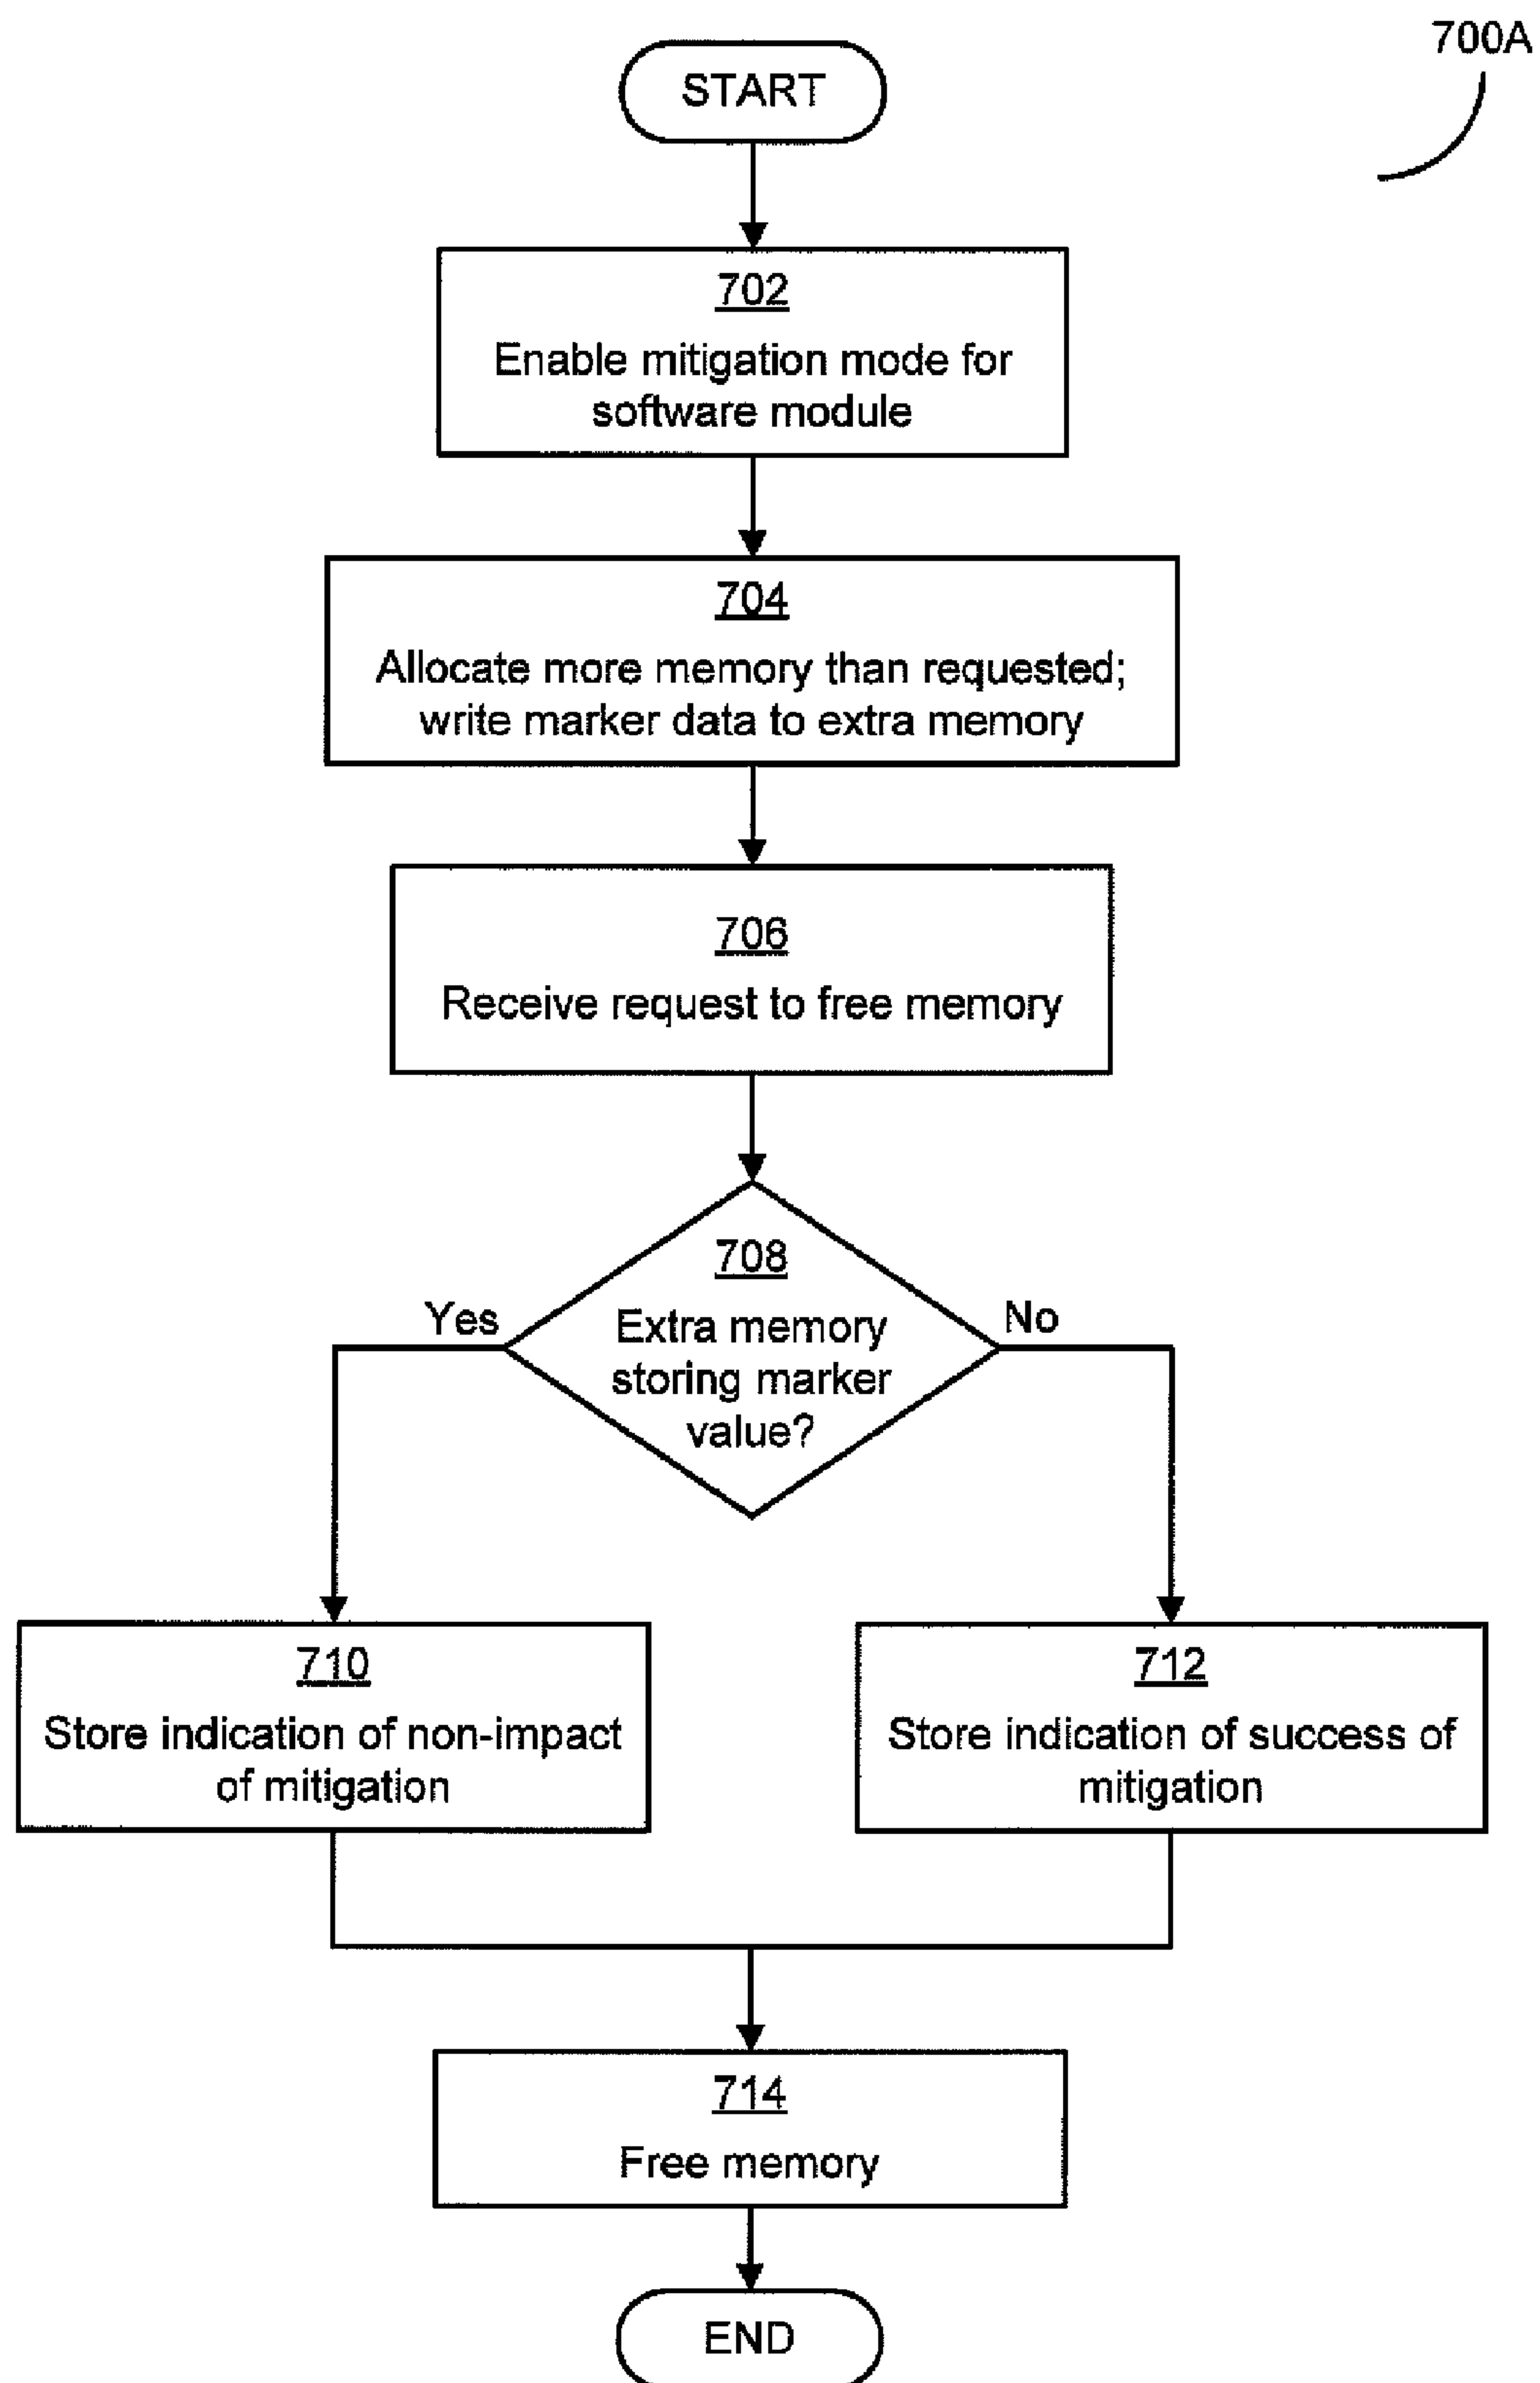 700A
START
702
Enable mitigation mode for
software module
704
Allocate more memory than requested;
write marker data to extra memory
706
Receive request to free memory
708
Extra memory
storing marker
value?
Yes
No
710
Store indication of non-impact
of mitigation
712
Store indication of success of
mitigation
714
Free memory
END